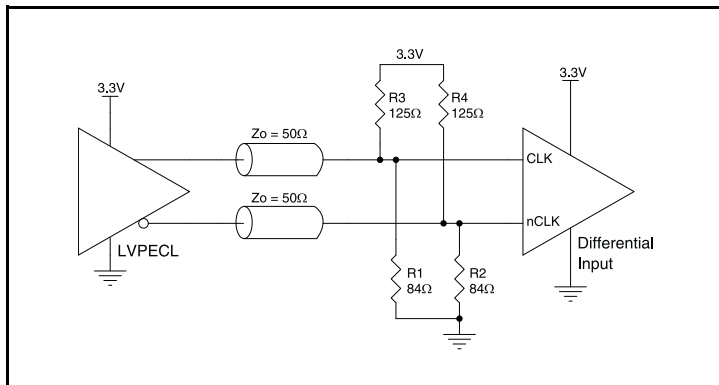 3.3V
3.3V
3.3V
R3
125Ω
R4
125Ω
Zo = 50Ω
CLK
Zo = 50Ω
nCLK
LVPECL
Differential
Input
R1
84Ω
R2
84Ω